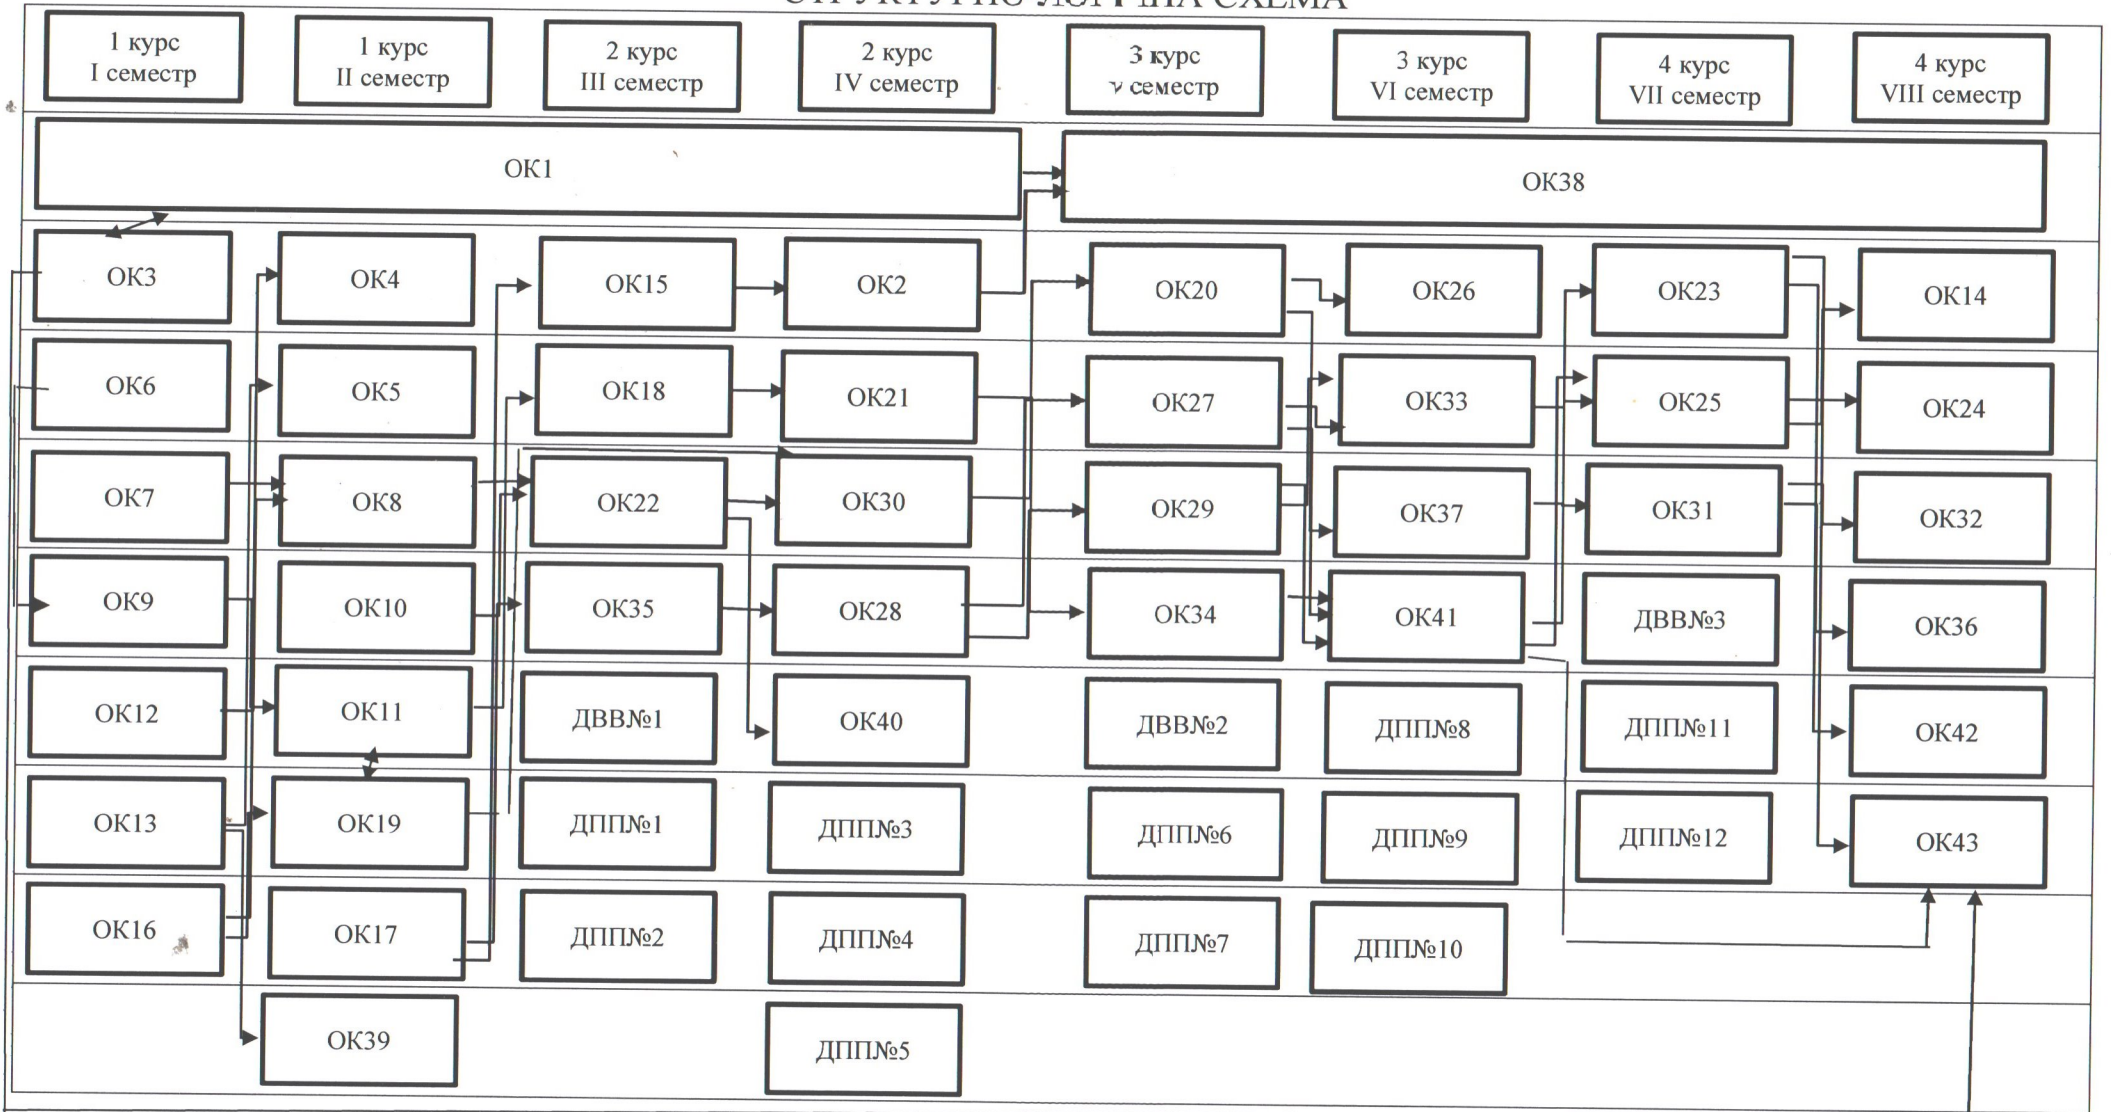 СТРУКТУРНО-ЛОГІЧНА СХЕМА
1 курс
I семестр
1 курс
II семестр
2 курс
III семестр
2 курс
IV семестр
3 курс
V семестр
3 курс
VI семестр
4 курс
VII семестр
4 курс
VIII семестр
ОК1
ОК38
ОК3
ОК4
ОК15
ОК2
ОК20
ОК26
ОК23
ОК14
ОК6
ОК5
ОК18
ОК21
ОК27
ОК33
ОК25
ОК24
ОК7
ОК8
ОК22
ОК30
ОК29
ОК37
ОК31
ОК32
ОК9
ОК10
ОК35
ОК28
ОК34
ОК41
ДВВ№3
ОК36
ОК12
ОК11
ДВВ№1
ОК40
ДВВ№2
ДПП№8
ДПП№11
ОК42
ОК13
ОК19
ДПП№1
ДПП№3
ДПП№6
ДПП№9
ДПП№12
ОК43
ОК16
ОК17
ДПП№2
ДПП№4
ДПП№7
ДПП№10
ОК39
ДПП№5